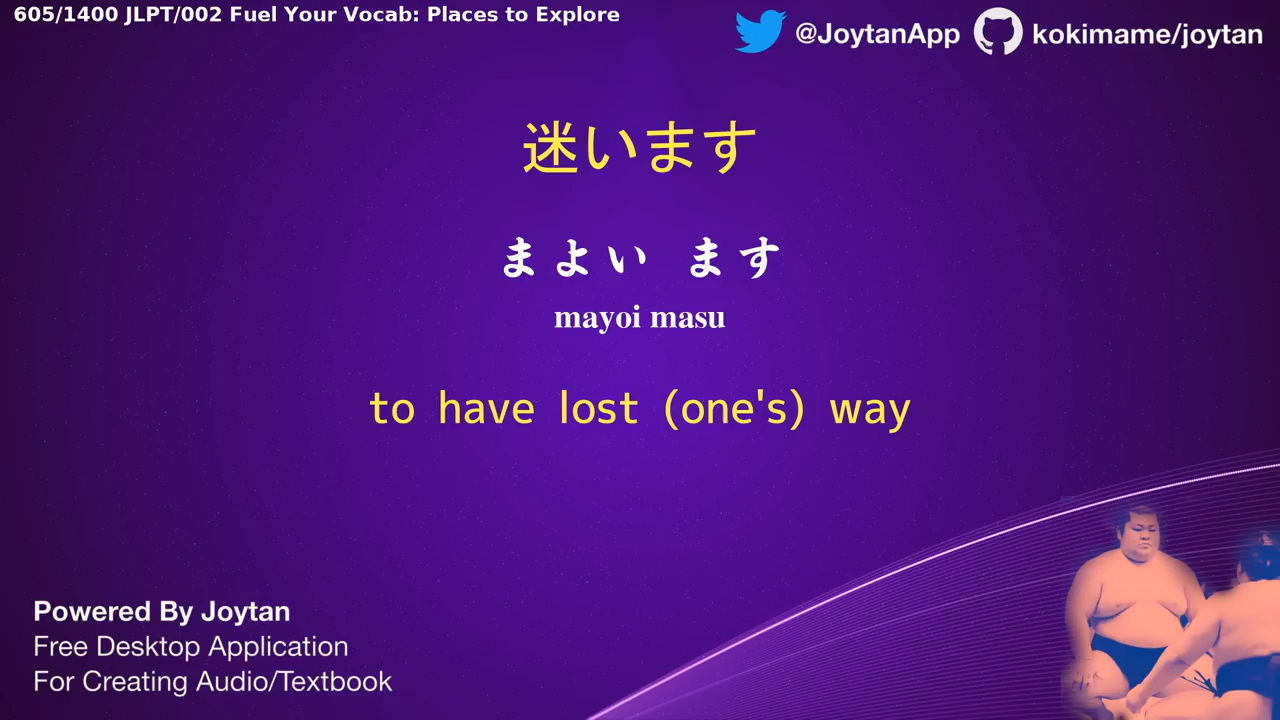 605/1400 JLPT/002 Fuel Your Vocab: Places to Explore
@JoytanApp kokimame/joytan
迷います
まよい ます
mayoi masu
to have lost (one's) way
Powered By Joytan
Free Desktop Application
For Creating Audio/Textbook